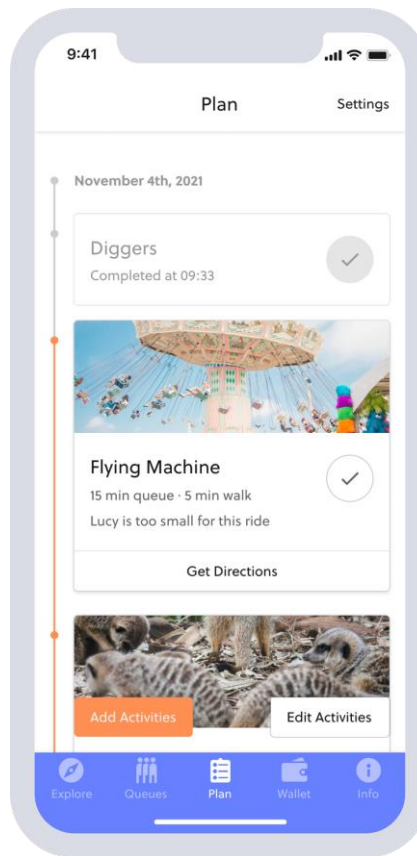 9:41
Plan
Settings
November 4th, 2021
Diggers
Completed at 09:33
Flying Machine
15 min queue · 5 min walk
Lucy is too small for this ride
Get Directions
Add Activities
Edit Activities
Explore
Queues
Plan
Wallet
Info